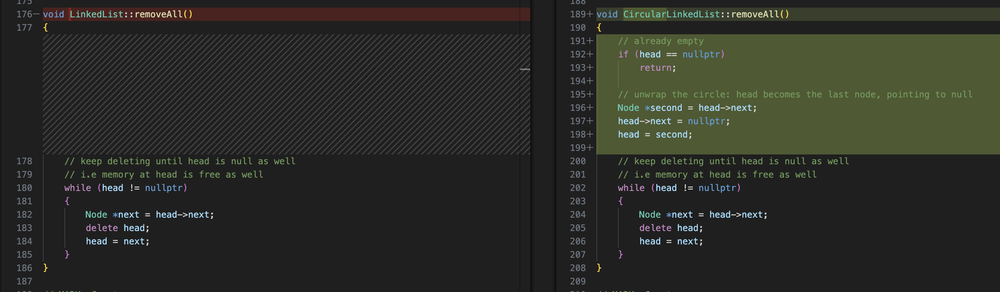 175
176− void LinkedList::removeAll()
177 {
178 // keep deleting until head is null as well
179 // i.e memory at head is free as well
180 while (head != nullptr)
181 {
182 Node *next = head->next;
183 delete head;
184 head = next;
185 }
186 }
187
188
188
189+ void CircularLinkedList::removeAll()
190 {
191+ // already empty
192+ if (head == nullptr)
193+ return;
194+
195+ // unwrap the circle: head becomes the last node, pointing to null
196+ Node *second = head->next;
197+ head->next = nullptr;
198+ head = second;
199+
200 // keep deleting until head is null as well
201 // i.e memory at head is free as well
202 while (head != nullptr)
203 {
204 Node *next = head->next;
205 delete head;
206 head = next;
207 }
208 }
209
210